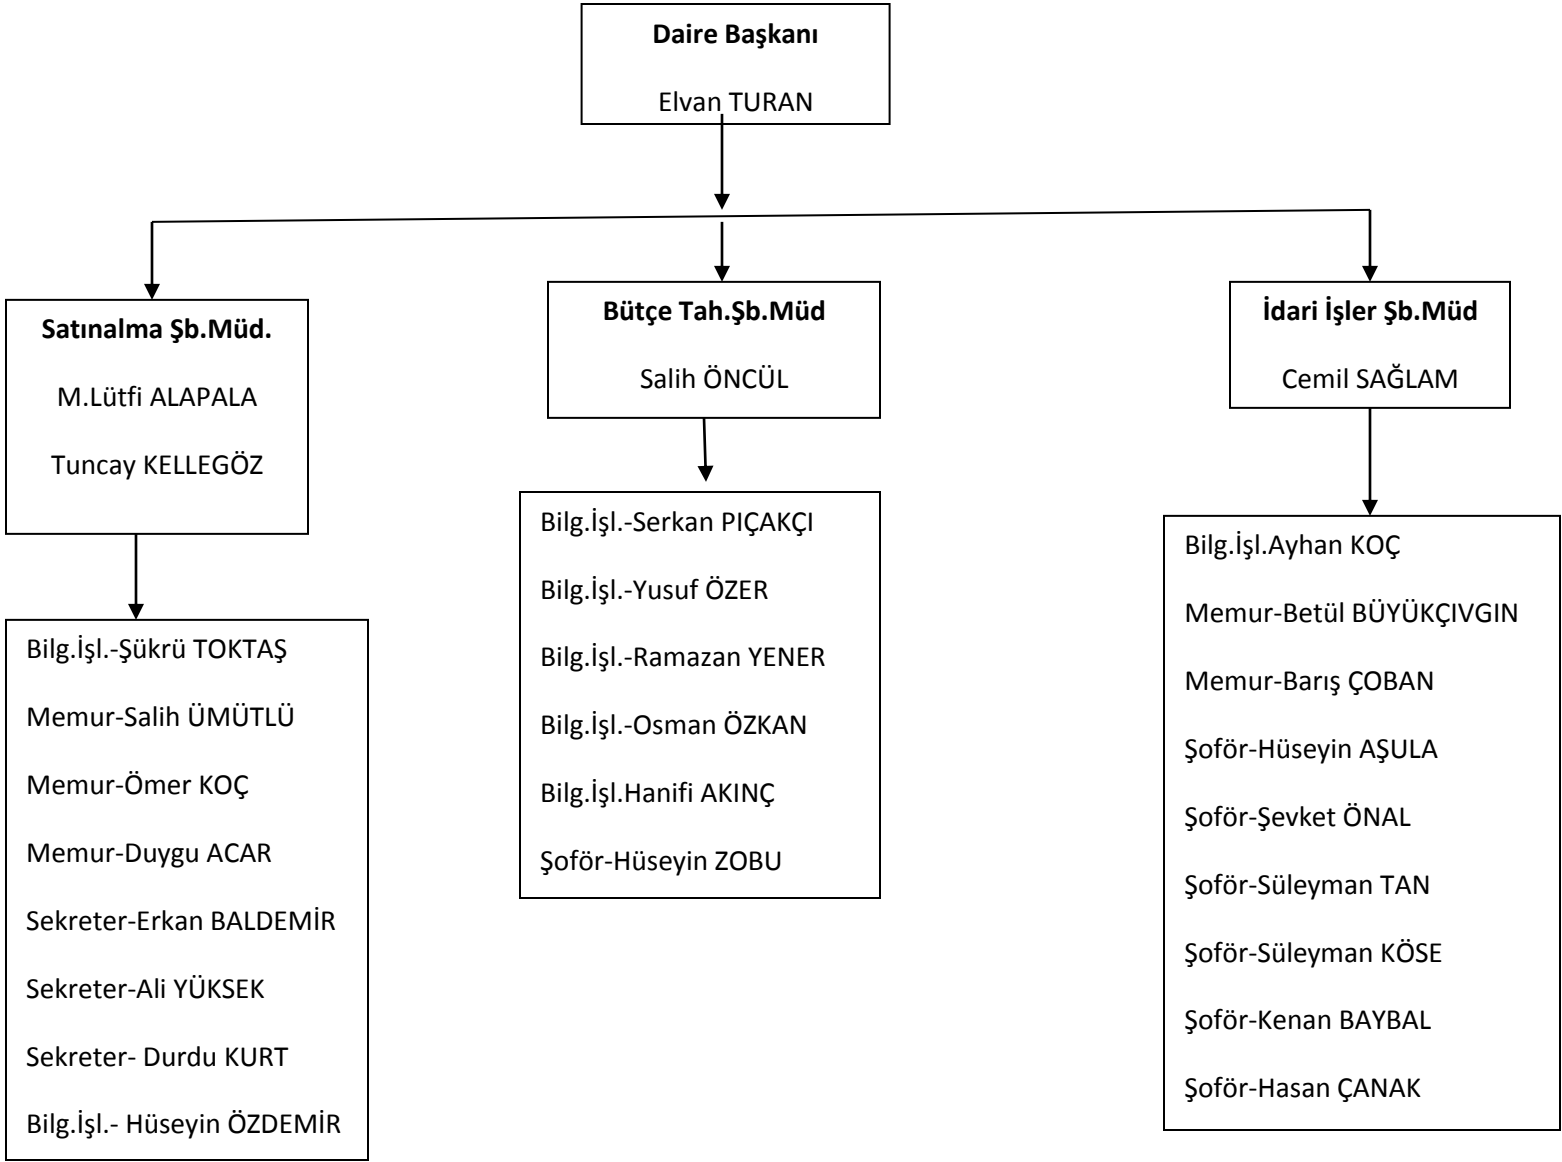 Daire Başkanı
Elvan TURAN
Satınalma Şb.Müd.
M.Lütfi ALAPALA
Tuncay KELLEGÖZ
Bilg.İşl.-Şükrü TOKTAŞ
Memur-Salih ÜMÜTLÜ
Memur-Ömer KOÇ
Memur-Duygu ACAR
Sekreter-Erkan BALDEMİR
Sekreter-Ali YÜKSEK
Sekreter- Durdu KURT
Bilg.İşl.- Hüseyin ÖZDEMİR
Bütçe Tah.Şb.Müd
Salih ÖNCÜL
Bilg.İşl.-Serkan PIÇAKÇI
Bilg.İşl.-Yusuf ÖZER
Bilg.İşl.-Ramazan YENER
Bilg.İşl.-Osman ÖZKAN
Bilg.İşl.Hanifi AKINÇ
Şoför-Hüseyin ZOBU
İdari İşler Şb.Müd
Cemil SAĞLAM
Bilg.İşl.Ayhan KOÇ
Memur-Betül BÜYÜKÇIVGIN
Memur-Barış ÇOBAN
Şoför-Hüseyin AŞULA
Şoför-Şevket ÖNAL
Şoför-Süleyman TAN
Şoför-Süleyman KÖSE
Şoför-Kenan BAYBAL
Şoför-Hasan ÇANAK